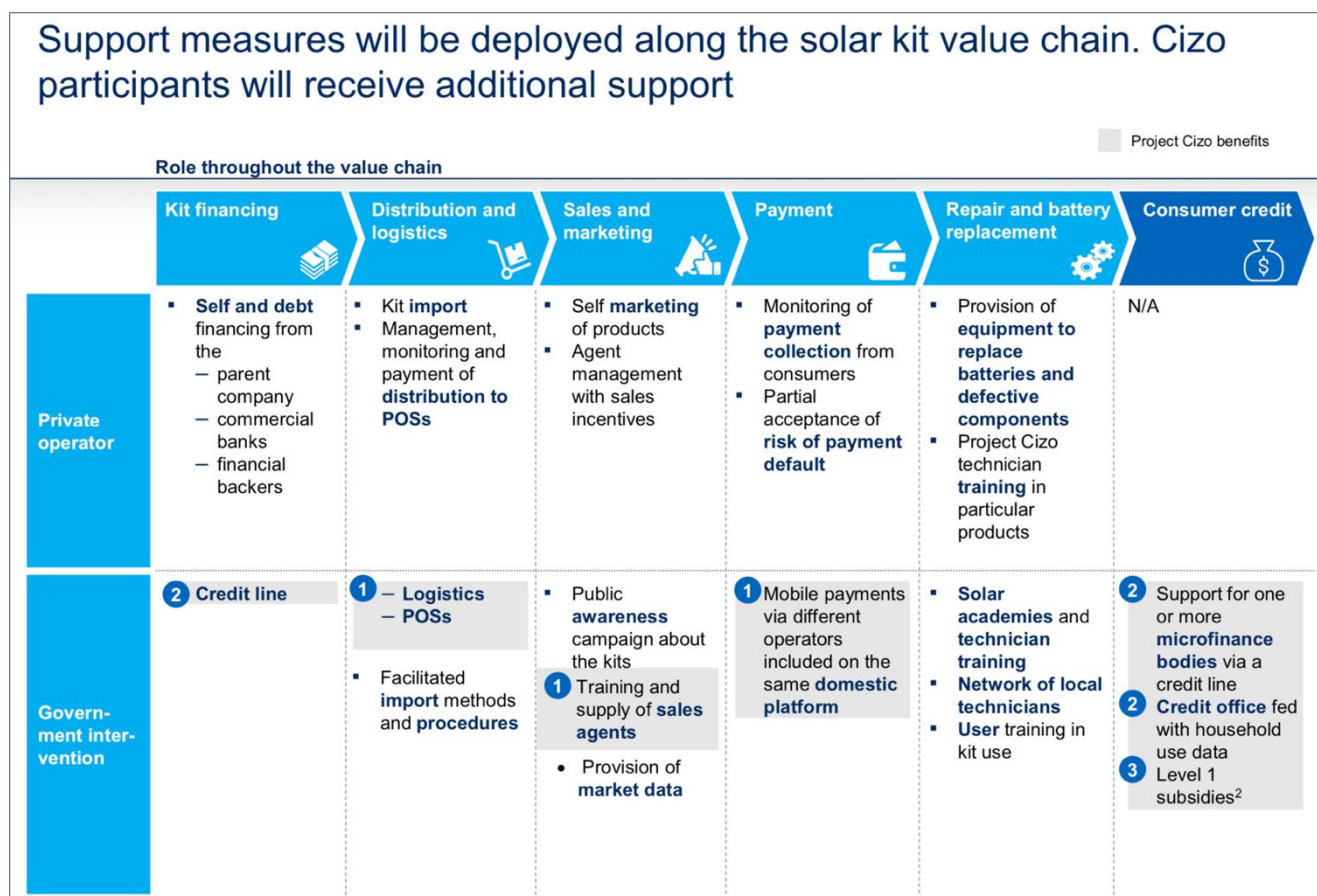 Support measures will be deployed along the solar kit value chain. Cizo
participants will receive additional support
Project Cizo benefits
Role throughout the value chain
Kit financing
Distribution and
logistics
Sales and
marketing
Payment
Repair and battery
replacement
Consumer credit
$
Private
operator
▪ Self and debt
financing from
the
– parent
company
– commercial
banks
– financial
backers
▪ Kit import
▪ Management,
monitoring and
payment of
distribution to
POSs
▪ Self marketing
of products
▪ Agent
management
with sales
incentives
▪ Monitoring of
payment
collection from
consumers
▪ Partial
acceptance of
risk of payment
default
▪ Provision of
equipment to
replace
batteries and
defective
components
▪ Project Cizo
technician
training in
particular
products
N/A
Govern-
ment inter-
vention
2 Credit line
1 – Logistics
– POSs
▪ Facilitated
import methods
and procedures
▪ Public
awareness
campaign about
the kits
1 Training and
supply of sales
agents
• Provision of
market data
1 Mobile payments
via different
operators
included on the
same domestic
platform
▪ Solar
academies and
technician
training
▪ Network of local
technicians
▪ User training in
kit use
2 Support for one
or more
microfinance
bodies via a
credit line
2 Credit office fed
with household
use data
3 Level 1
subsidies²